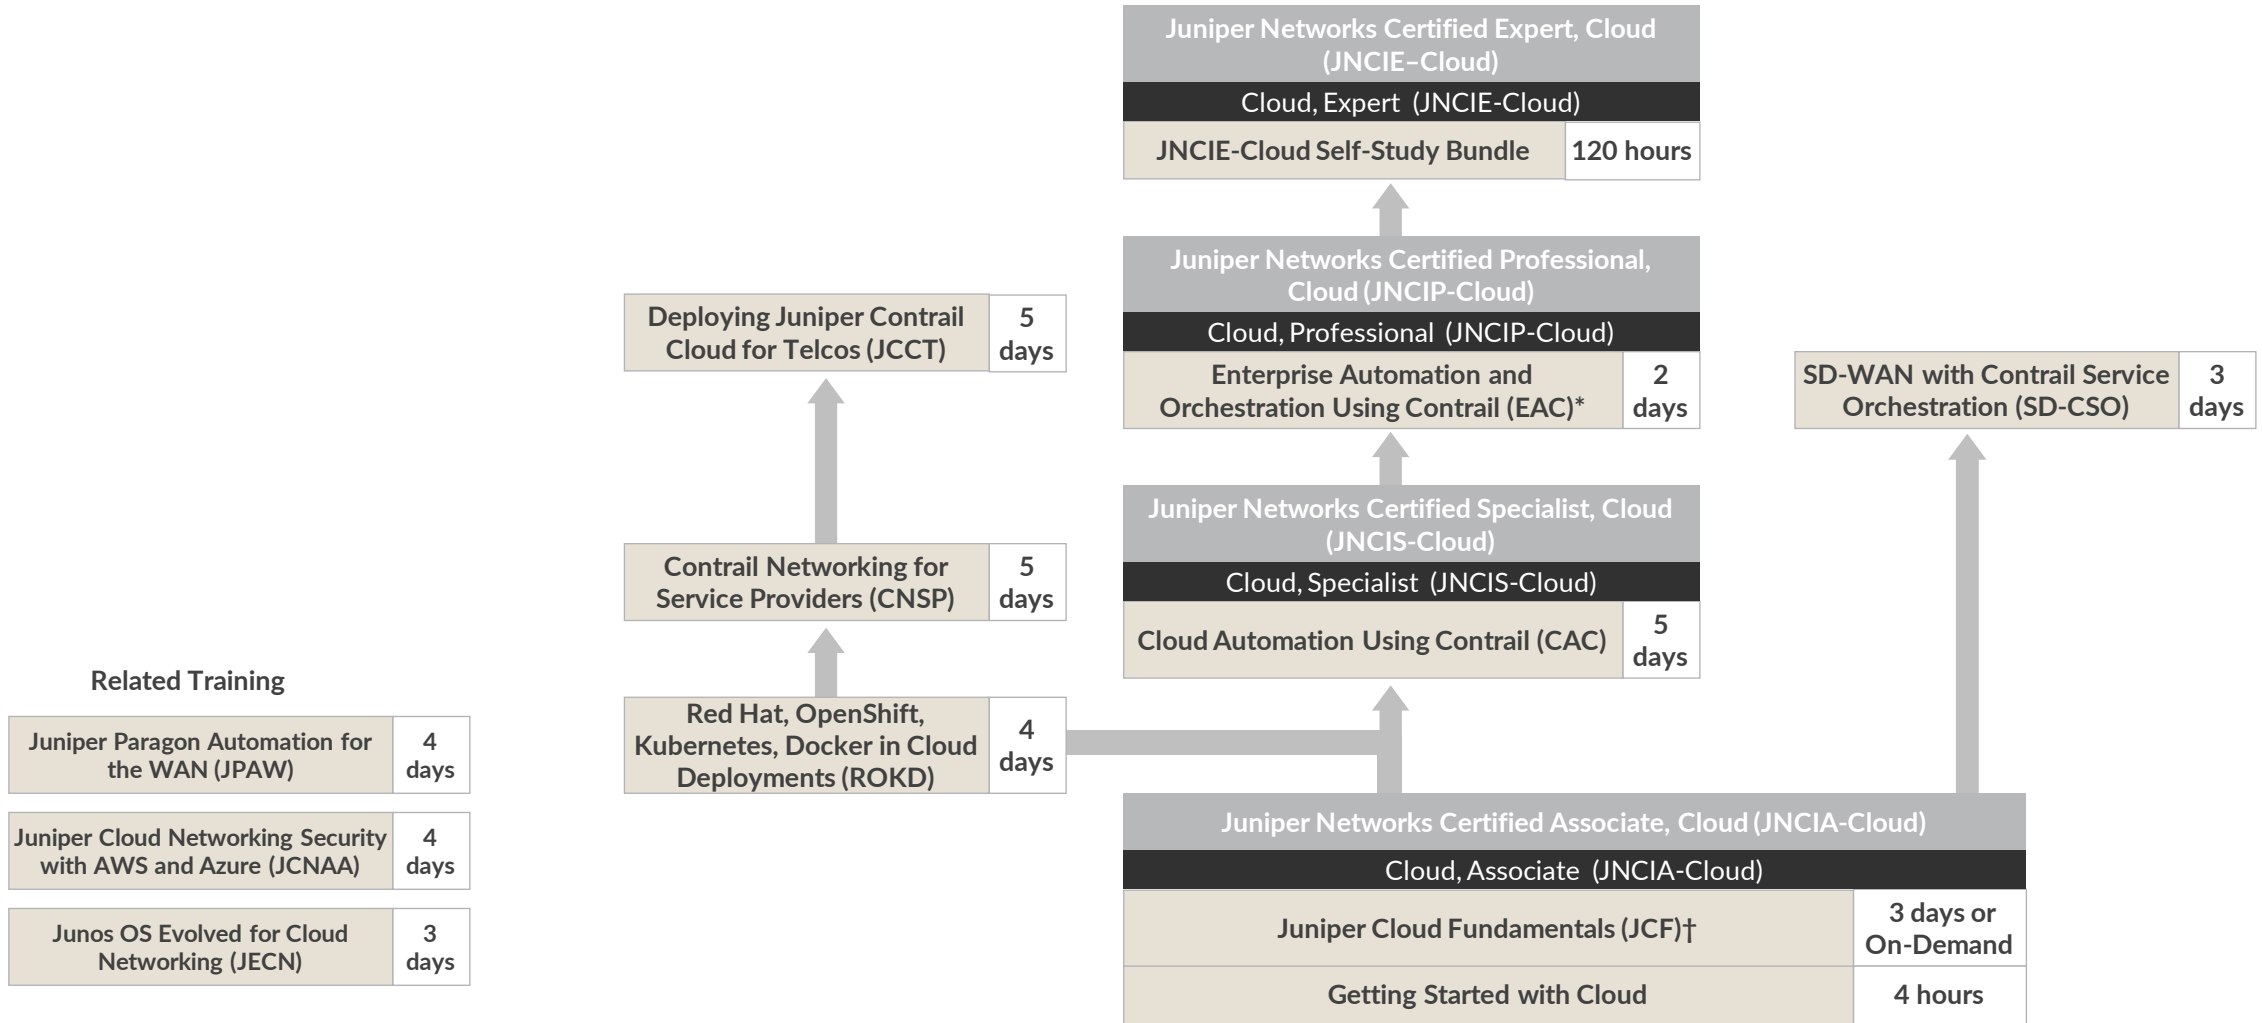 Juniper Networks Certified Expert, Cloud
(JNCIE–Cloud)
Cloud, Expert (JNCIE-Cloud)
JNCIE-Cloud Self-Study Bundle
120 hours
Juniper Networks Certified Professional,
Cloud (JNCIP-Cloud)
Cloud, Professional (JNCIP-Cloud)
Enterprise Automation and
Orchestration Using Contrail (EAC)*
2
days
Deploying Juniper Contrail
Cloud for Telcos (JCCT)
5
days
SD-WAN with Contrail Service
Orchestration (SD-CSO)
3
days
Juniper Networks Certified Specialist, Cloud
(JNCIS-Cloud)
Cloud, Specialist (JNCIS-Cloud)
Cloud Automation Using Contrail (CAC)
5
days
Contrail Networking for
Service Providers (CNSP)
5
days
Red Hat, OpenShift,
Kubernetes, Docker in Cloud
Deployments (ROKD)
4
days
Related Training
Juniper Paragon Automation for
the WAN (JPAW)
4
days
Juniper Cloud Networking Security
with AWS and Azure (JCNAA)
4
days
Junos OS Evolved for Cloud
Networking (JECN)
3
days
Juniper Networks Certified Associate, Cloud (JNCIA-Cloud)
Cloud, Associate (JNCIA-Cloud)
Juniper Cloud Fundamentals (JCF)†
3 days or
On-Demand
Getting Started with Cloud
4 hours